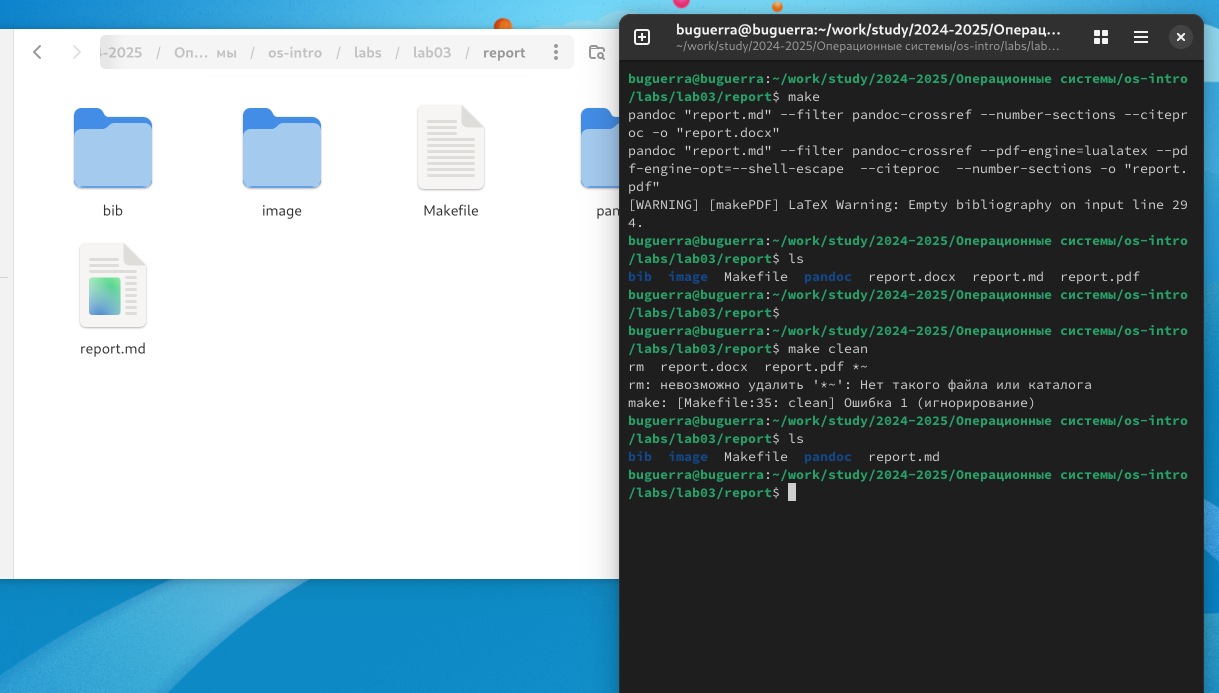 -2025 / Оп... мы / os-intro / labs / lab03 / report
bib
image
Makefile
pan
report.md
buguerra@buguerra:~/work/study/2024-2025/Операц...
~/work/study/2024-2025/Операционные системы/os-intro/labs/lab...
buguerra@buguerra:~/work/study/2024-2025/Операционные системы/os-intro
/labs/lab03/report$ make
pandoc "report.md" --filter pandoc-crossref --number-sections --citepr
oc -o "report.docx"
pandoc "report.md" --filter pandoc-crossref --pdf-engine=lualatex --pd
f-engine-opt=--shell-escape  --citeproc  --number-sections -o "report.
pdf"
[WARNING] [makePDF] LaTeX Warning: Empty bibliography on input line 29
4.
buguerra@buguerra:~/work/study/2024-2025/Операционные системы/os-intro
/labs/lab03/report$ ls
bib  image  Makefile  pandoc  report.docx  report.md  report.pdf
buguerra@buguerra:~/work/study/2024-2025/Операционные системы/os-intro
/labs/lab03/report$
buguerra@buguerra:~/work/study/2024-2025/Операционные системы/os-intro
/labs/lab03/report$ make clean
rm  report.docx  report.pdf *~
rm: невозможно удалить '*~': Нет такого файла или каталога
make: [Makefile:35: clean] Ошибка 1 (игнорирование)
buguerra@buguerra:~/work/study/2024-2025/Операционные системы/os-intro
/labs/lab03/report$ ls
bib  image  Makefile  pandoc  report.md
buguerra@buguerra:~/work/study/2024-2025/Операционные системы/os-intro
/labs/lab03/report$